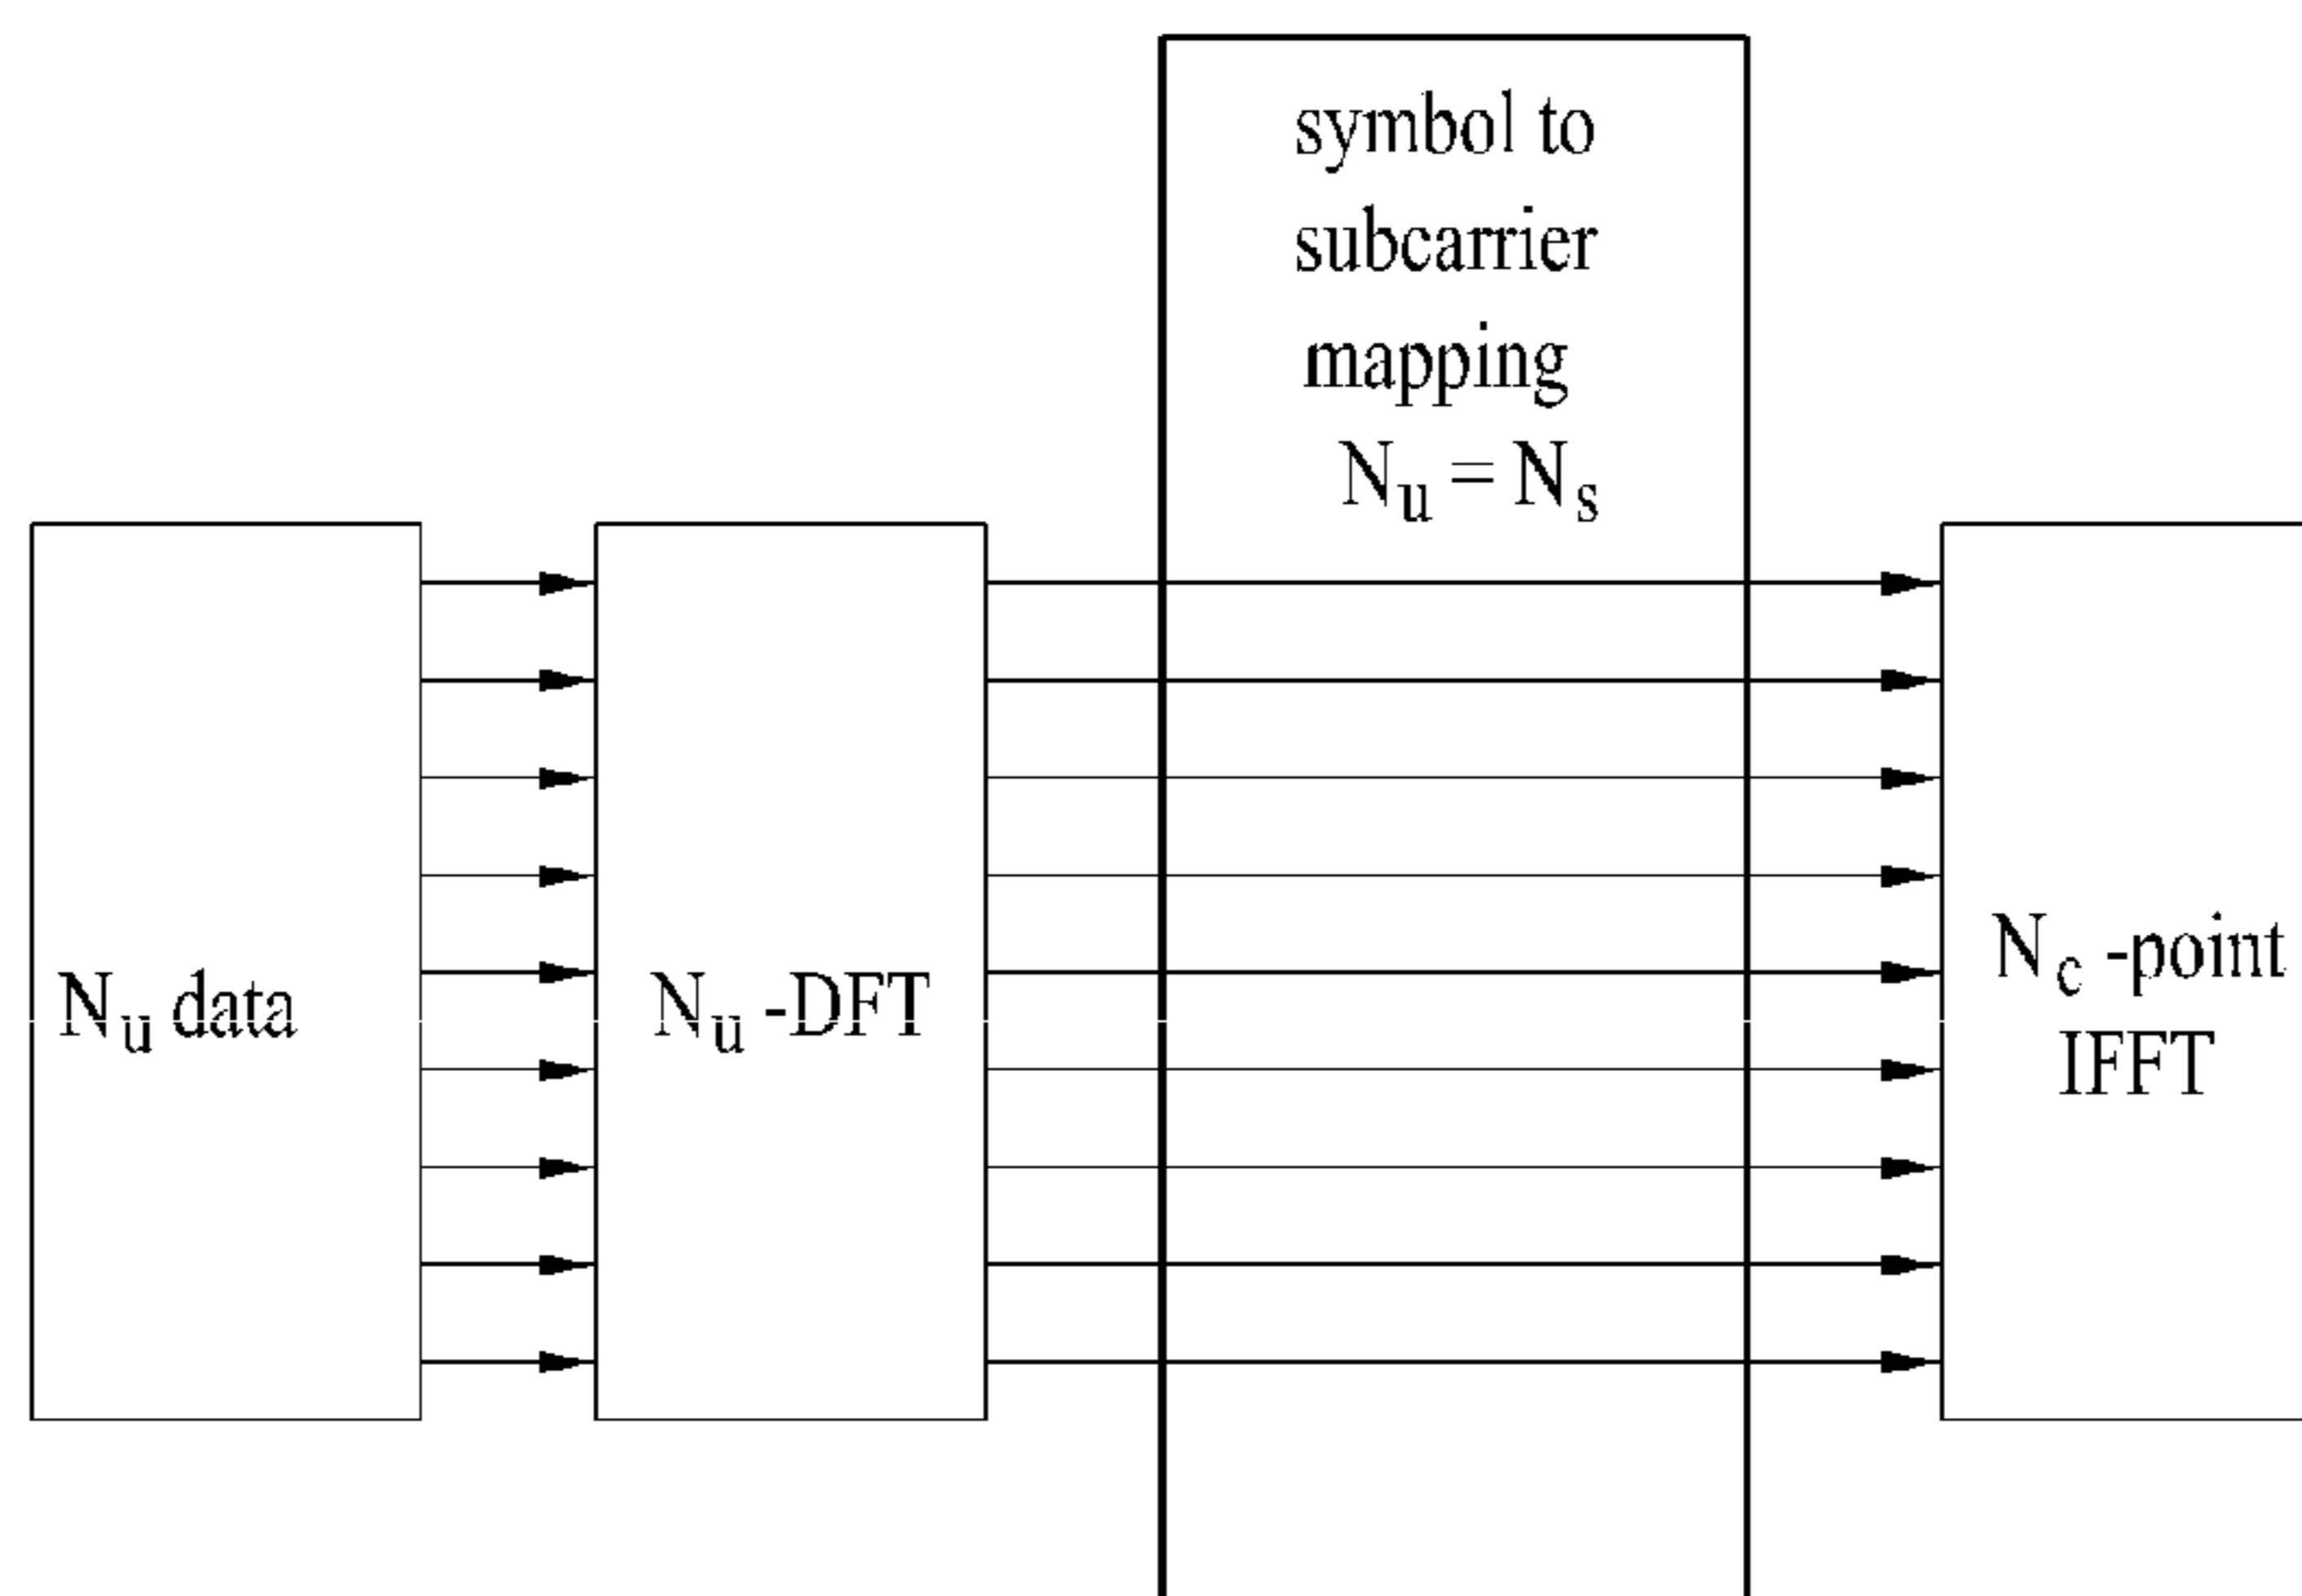 symbol to
subcarrier
mapping
Nu = Ns
Nu data
Nu -DFT
Nc -point
IFFT